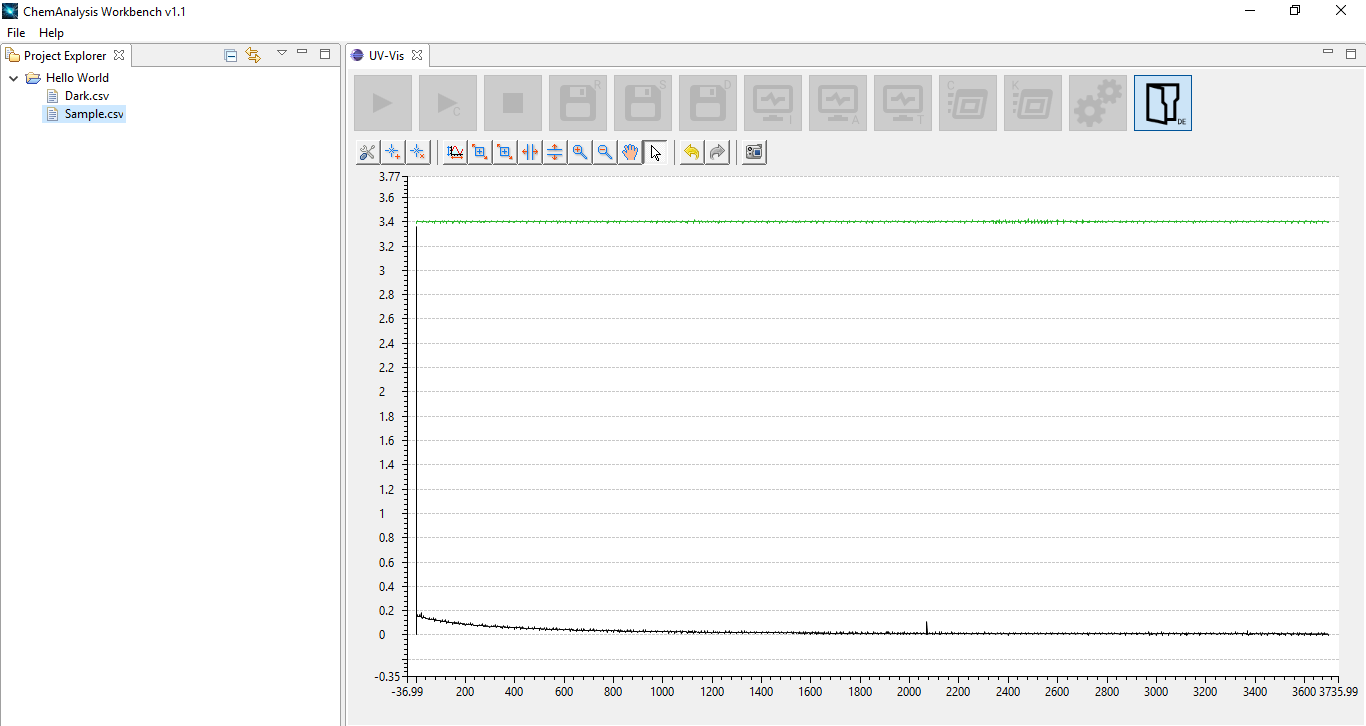 ChemAnalysis Workbench v1.1
File Help
Project Explorer
Hello World
Dark.csv
Sample.csv
UV-Vis
C R S D I A T C K DE
3.77
3.6
3.4
3.2
3
2.8
2.6
2.4
2.2
2
1.8
1.6
1.4
1.2
1
0.8
0.6
0.4
0.2
0
-0.35
-36.99 200 400 600 800 1000 1200 1400 1600 1800 2000 2200 2400 2600 2800 3000 3200 3400 3600 3735.99